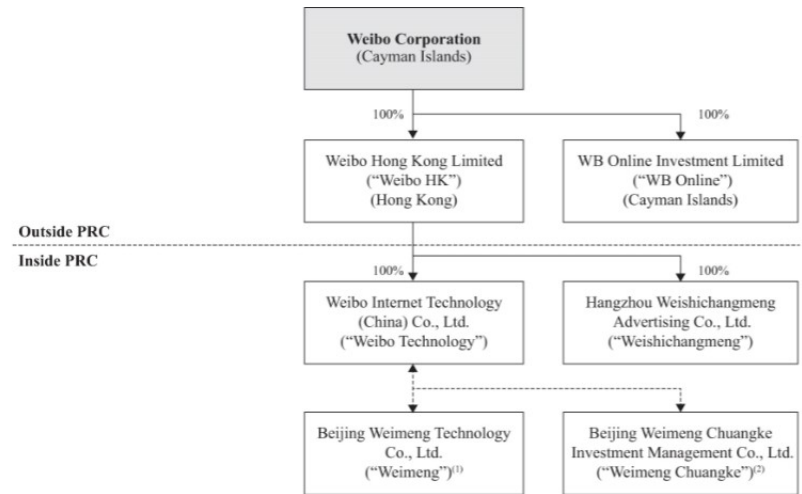 Weibo Corporation
(Cayman Islands)
100%
100%
Weibo Hong Kong Limited
(“Weibo HK”)
(Hong Kong)
WB Online Investment Limited
(“WB Online”)
(Cayman Islands)
Outside PRC
Inside PRC
100%
100%
Weibo Internet Technology
(China) Co., Ltd.
(“Weibo Technology”)
Hangzhou Weishichangmeng
Advertising Co., Ltd.
(“Weishichangmeng”)
Beijing Weimeng Technology
Co., Ltd.
(“Weimeng”)(1)
Beijing Weimeng Chuangke
Investment Management Co., Ltd.
(“Weimeng Chuangke”)(2)